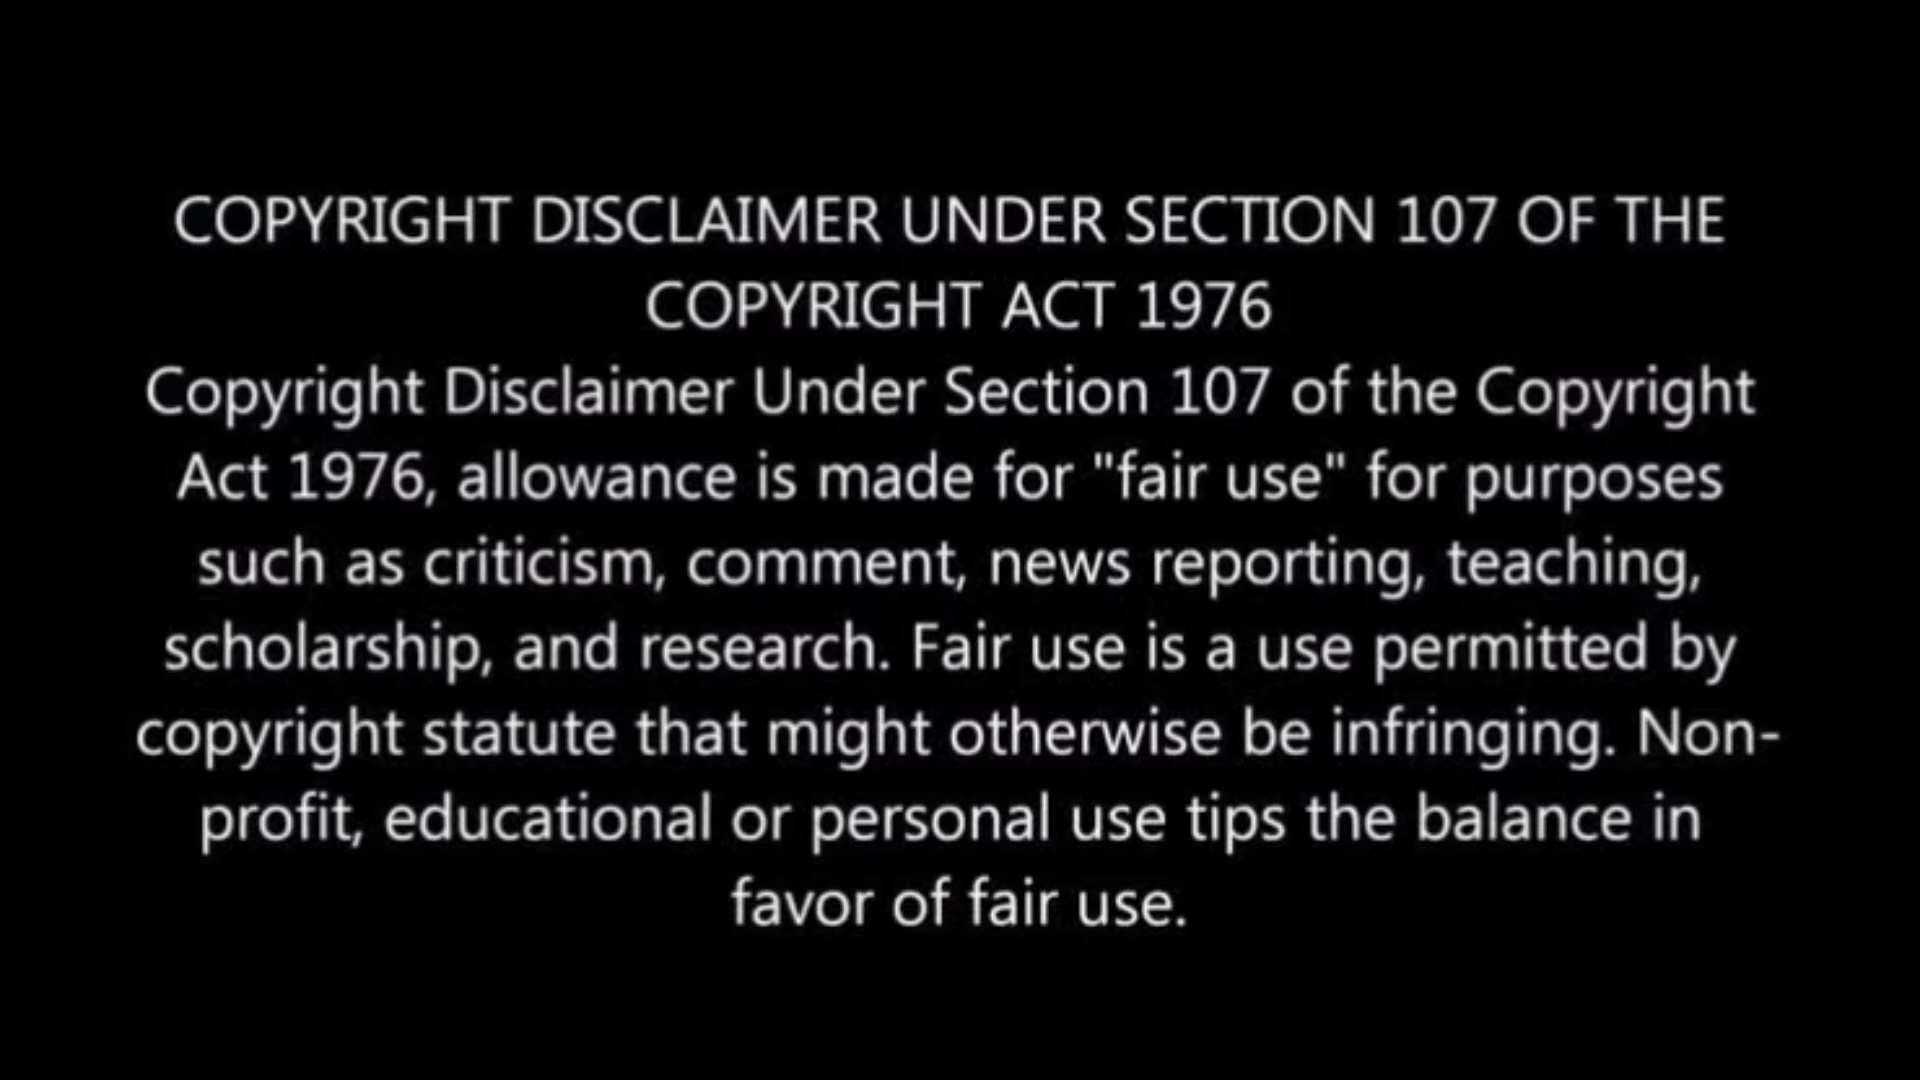 COPYRIGHT DISCLAIMER UNDER SECTION 107 OF THE
COPYRIGHT ACT 1976
Copyright Disclaimer Under Section 107 of the Copyright
Act 1976, allowance is made for "fair use" for purposes
such as criticism, comment, news reporting, teaching,
scholarship, and research. Fair use is a use permitted by
copyright statute that might otherwise be infringing. Non-
profit, educational or personal use tips the balance in
favor of fair use.